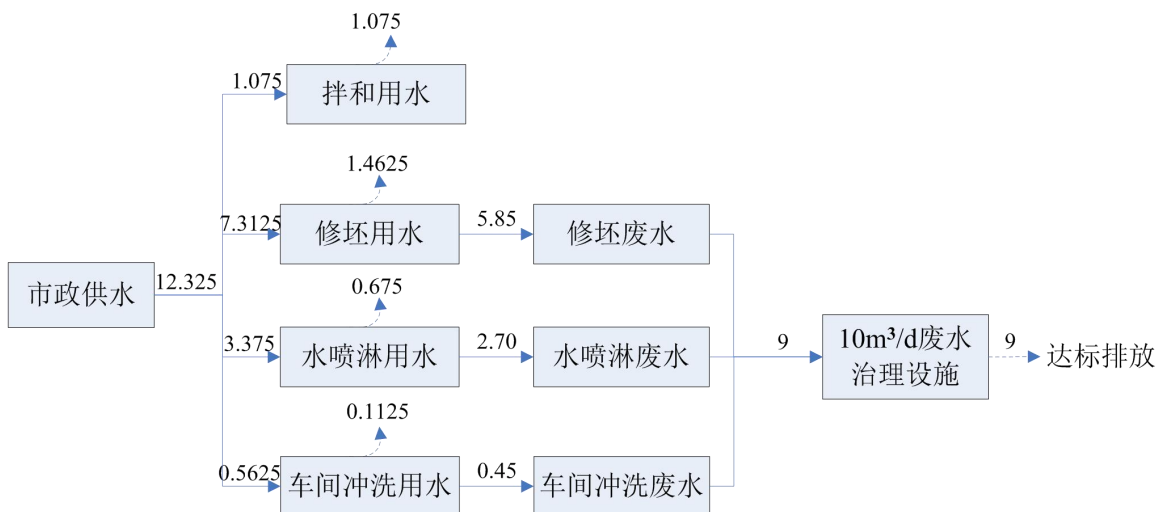 1.075
1.075
拌和用水
1.4625
7.3125
修坯用水
5.85
修坯废水
市政供水
12.325
0.675
3.375
水喷淋用水
2.70
水喷淋废水
9
10m³/d废水
治理设施
9
达标排放
0.1125
0.5625
车间冲洗用水
0.45
车间冲洗废水